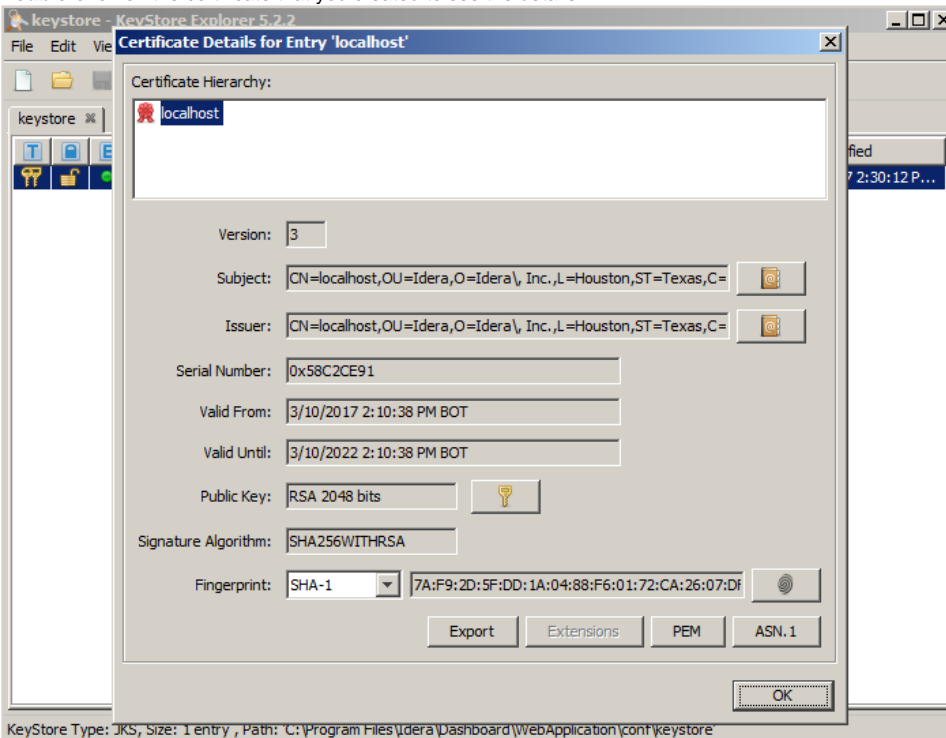 keystore - KeyStore Explorer 5.2.2
File Edit Vie
Certificate Details for Entry 'localhost'
Certificate Hierarchy:
localhost
keystore
T E
fied
7 2:30:12 P...
Version: 3
Subject: CN=localhost,OU=Idera,O=Idera\, Inc.,L=Houston,ST=Texas,C=
Issuer: CN=localhost,OU=Idera,O=Idera\, Inc.,L=Houston,ST=Texas,C=
Serial Number: 0x58C2CE91
Valid From: 3/10/2017 2:10:38 PM BOT
Valid Until: 3/10/2022 2:10:38 PM BOT
Public Key: RSA 2048 bits
Signature Algorithm: SHA256WITHRSA
Fingerprint: SHA-1 7A:F9:2D:5F:DD:1A:04:88:F6:01:72:CA:26:07:DF
Export Extensions PEM ASN.1
OK
KeyStore Type: JKS, Size: 1 entry , Path: 'C:\Program Files\Idera\Dashboard\WebApplication\conf\keystore'